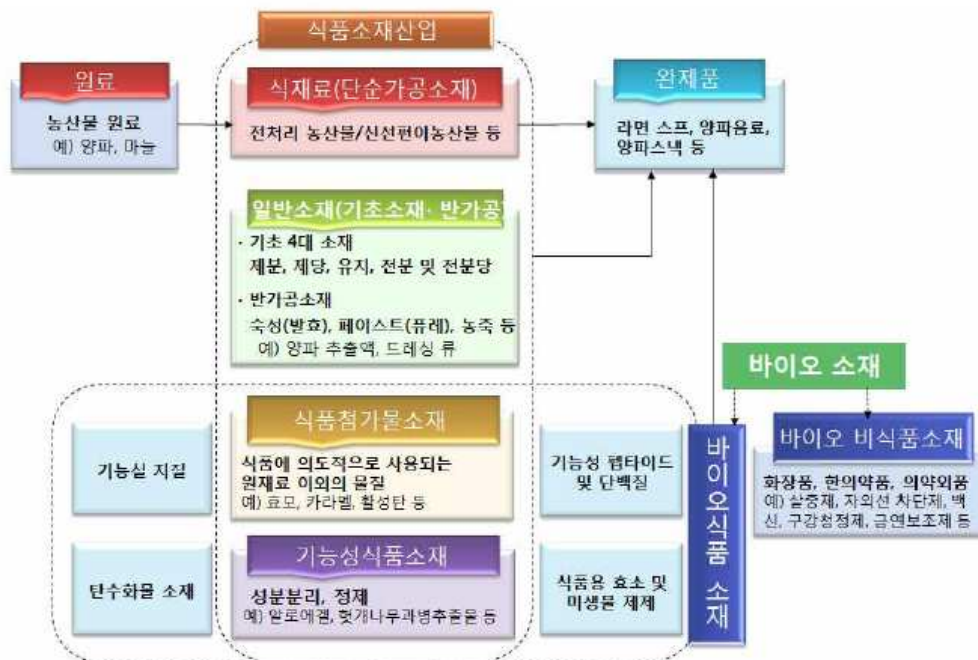 식품소재산업
원료
농산물 원료
예) 양파, 마늘
식재료(단순가공소재)
전처리 농산물/신선편이농산물 등
완제품
라면 스프, 양파음료,
양파스낵 등
일반소재(기초소재· 반가공
· 기초 4대 소재
제분, 제당, 유지, 전분 및 전분당
· 반가공소재
숙성(발효), 페이스트(퓨레), 농축 등
예) 양파 추출액, 드레싱 류
바이오 소재
기능실 지질
식품첨가물소재
식품에 의도적으로 사용되는
원재료 이외의 물질
예) 효모, 카라멜, 활성탄 등
기능성 펩타이드
및 단백질
바이오식품 소재
바이오 비식품소재
화장품, 한의약품, 의약외품
예) 살충제, 자외선 차단제, 백
신, 구강청정제, 금연보조제 등
탄수화물 소재
기능성식품소재
성분분리, 정제
예) 알로에겔, 헛개나무과병추출물 등
식품용 효소 및
미생물 제제